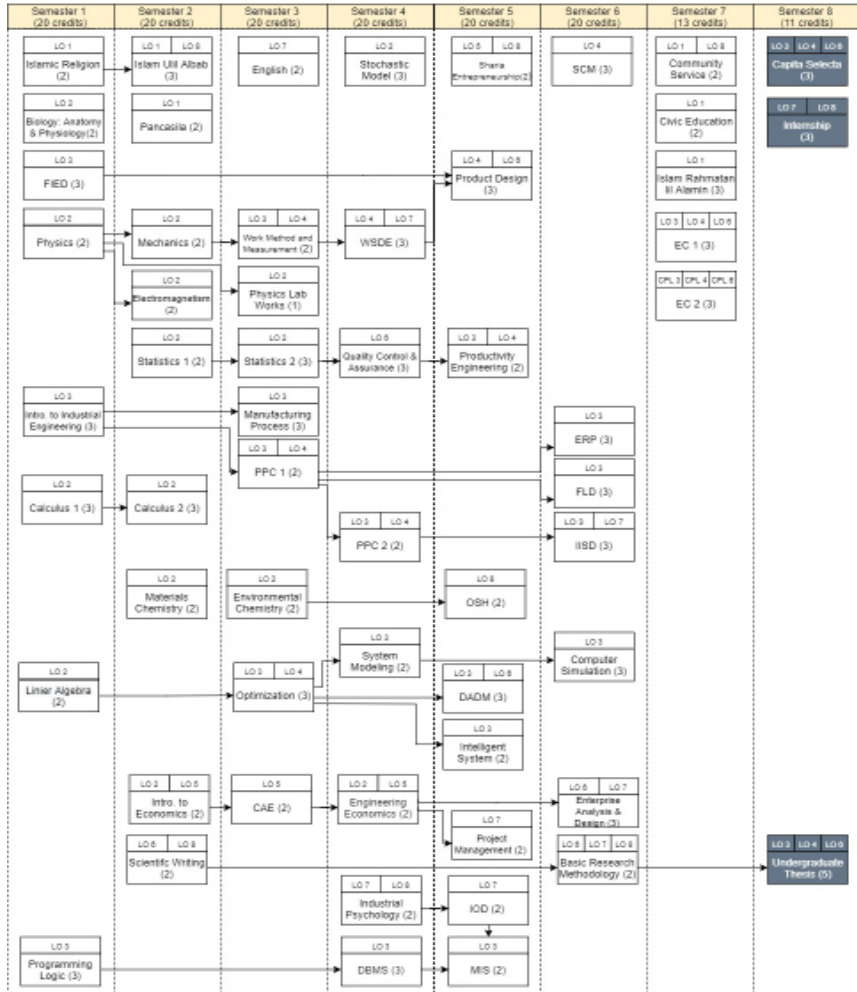 Semester 1
(20 credits)
Semester 2
(20 credits)
Semester 3
(20 credits)
Semester 4
(20 credits)
Semester 5
(20 credits)
Semester 6
(20 credits)
Semester 7
(13 credits)
Semester 8
(11 credits)
LO 1
Islamic Religion
(2)
LO 1 LO 8
Islam Ulil Albab
(3)
LO 7
English (2)
LO 2
Stochastic
Model (3)
LO 5 LO 8
Sharia
Entrepreneurship(2)
LO 4
SCM (3)
LO 1 LO 8
Community
Service (2)
LO 3 LO 4 LO 6
Capita Selecta
(3)
LO 2
Biology: Anatomy
& Physiology(2)
LO 1
Pancasila (2)
LO 1
Civic Education
(2)
LO 7 LO 8
Internship
(3)
LO 3
FIED (3)
LO 4 LO 6
Product Design
(3)
LO 1
Islam Rahmatan
lil Alamin (3)
LO 2
Physics (2)
LO 2
Mechanics (2)
LO 3 LO 4
Work Method and
Measurement (2)
LO 4 LO 7
WSDE (3)
LO 3 LO 4 LO 6
EC 1 (3)
LO 2
Electromagnetism
(2)
LO 2
Physics Lab
Works (1)
CPL 3 CPL 4 CPL 6
EC 2 (3)
LO 2
Statistics 1 (2)
LO 2
Statistics 2 (3)
LO 6
Quality Control &
Assurance (3)
LO 3 LO 4
Productivity
Engineering (2)
LO 3
Intro. to Industrial
Engineering (3)
LO 3
Manufacturing
Process (3)
LO 3
ERP (3)
LO 3 LO 4
PPC 1 (2)
LO 3
FLD (3)
LO 2
Calculus 1 (3)
LO 2
Calculus 2 (3)
LO 3 LO 4
PPC 2 (2)
LO 3 LO 7
IISD (3)
LO 2
Materials
Chemistry (2)
LO 2
Environmental
Chemistry (2)
LO 8
OSH (2)
LO 3
System
Modeling (2)
LO 3
Computer
Simulation (3)
LO 2
Linier Algebra
(2)
LO 3 LO 4
Optimization (3)
LO 3 LO 6
DADM (3)
LO 3
Intelligent
System (2)
LO 2 LO 5
Intro. to
Economics (2)
LO 5
CAE (2)
LO 2 LO 5
Engineering
Economics (2)
LO 6 LO 7
Enterprise
Analysis &
Design (3)
LO 7
Project
Management (2)
LO 6 LO 8
Scientifc Writing
(2)
LO 6 LO 7 LO 8
Basic Research
Methodology (2)
LO 3 LO 4 LO 6
Undergraduate
Thesis (5)
LO 7 LO 8
Industrial
Psychology (2)
LO 7
IOD (2)
LO 3
Programming
Logic (3)
LO 3
DBMS (3)
LO 3
MIS (2)